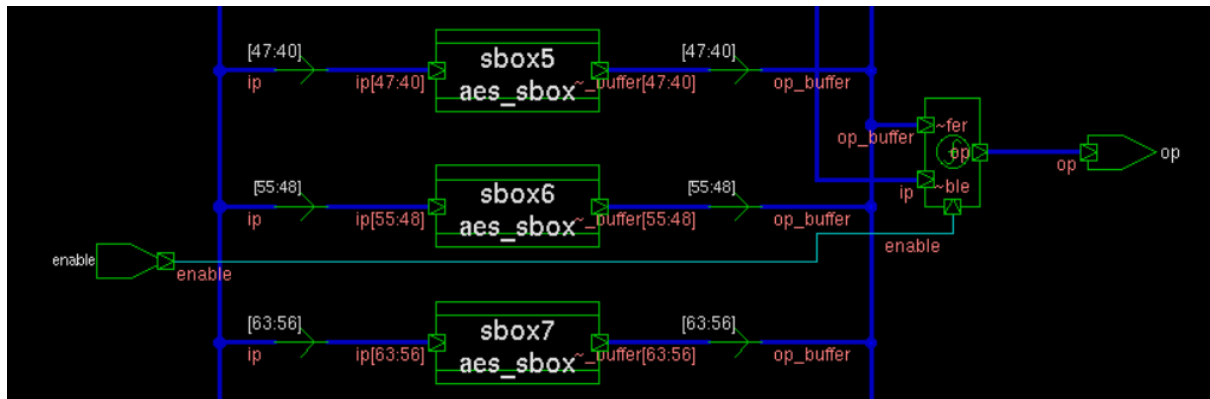 [47:40]
ip
ip[47:40]
sbox5
aes_sbox
~_buffer[47:40]
[47:40]
op_buffer
op_buffer
~fer
op
op
op
ip
~ble
enable
[55:48]
ip
ip[55:48]
sbox6
aes_sbox
~_buffer[55:48]
[55:48]
op_buffer
enable
enable
[63:56]
ip
ip[63:56]
sbox7
aes_sbox
~_buffer[63:56]
[63:56]
op_buffer